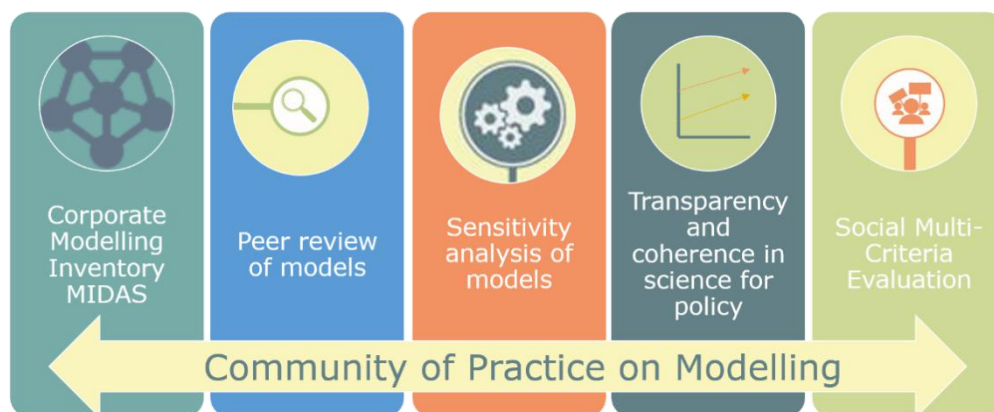 Corporate
Modelling
Inventory
MIDAS
Peer review
of models
Sensitivity
analysis of
models
Transparency
and
coherence in
science for
policy
Social Multi-
Criteria
Evaluation
Community of Practice on Modelling